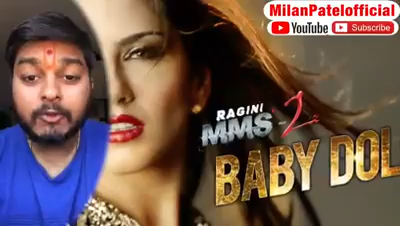 MilanPatelofficial
YouTube Subscribe
RAGINI
MMS-2
BABY DOL